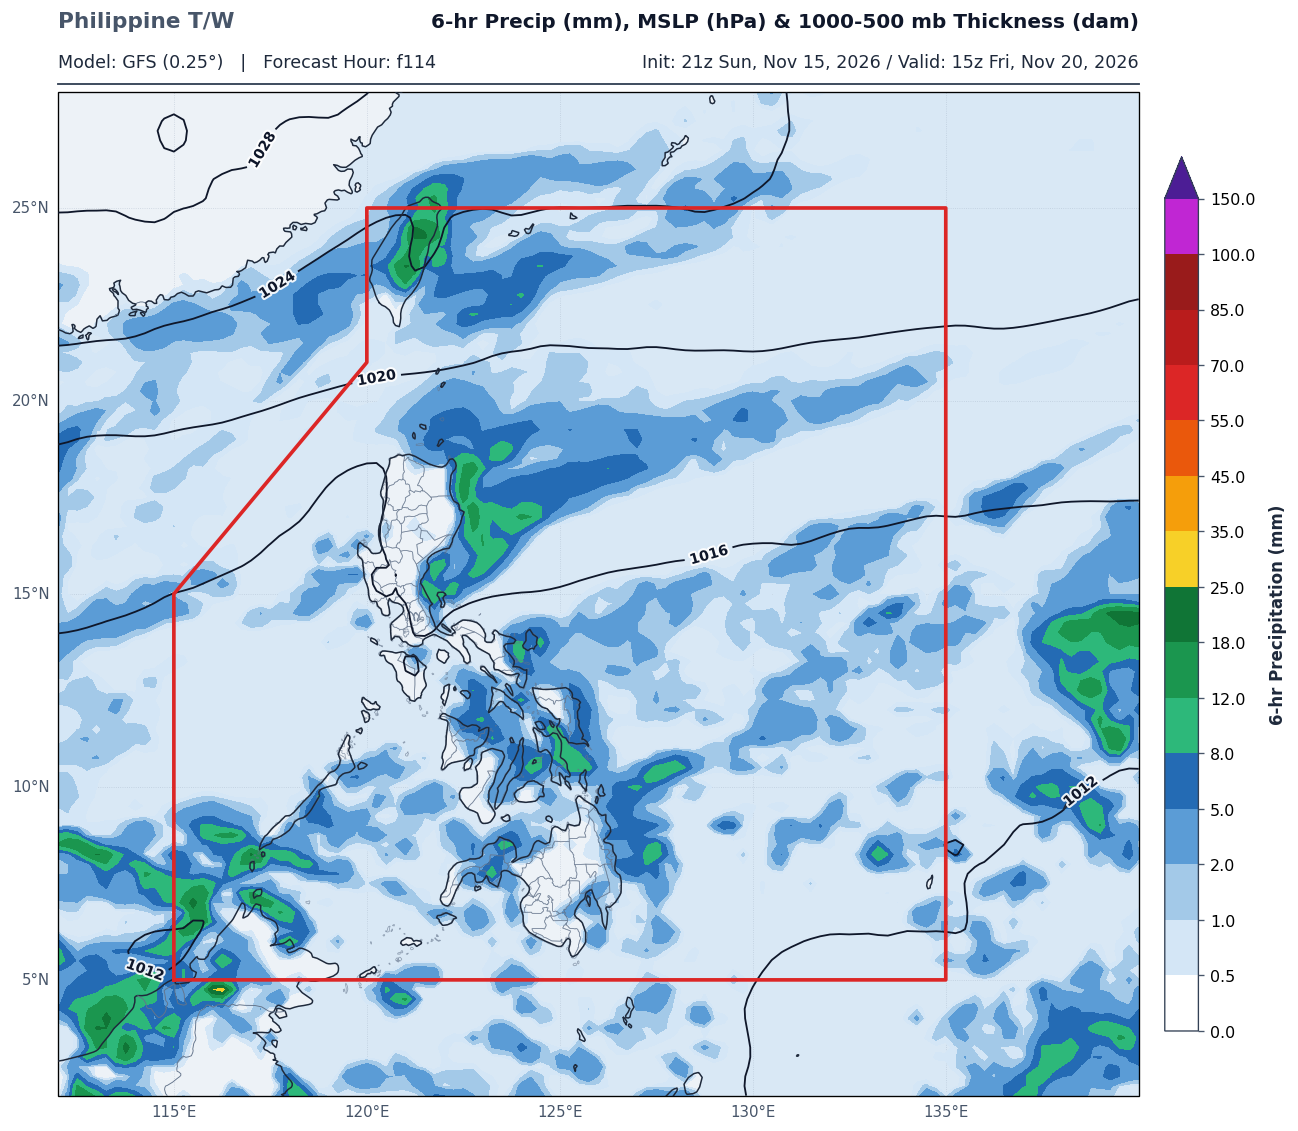 Philippine T/W
6-hr Precip (mm), MSLP (hPa) & 1000-500 mb Thickness (dam)
Model: GFS (0.25°) | Forecast Hour: f114
Init: 21z Sun, Nov 15, 2026 / Valid: 15z Fri, Nov 20, 2026
1028
1024
1020
1016
1012
1012
25°N
20°N
15°N
10°N
5°N
115°E
120°E
125°E
130°E
135°E
150.0
100.0
85.0
70.0
55.0
45.0
35.0
25.0
18.0
12.0
8.0
5.0
2.0
1.0
0.5
0.0
6-hr Precipitation (mm)